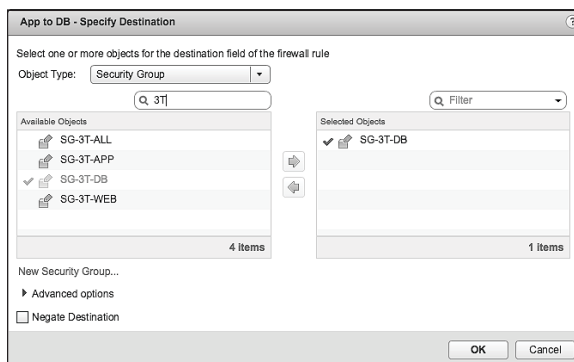 App to DB - Specify Destination
?
Select one or more objects for the destination field of the firewall rule
Object Type: Security Group
3T
Filter
Available Objects
SG-3T-ALL
SG-3T-APP
SG-3T-DB
SG-3T-WEB
4 items
Selected Objects
SG-3T-DB
1 items
New Security Group...
Advanced options
Negate Destination
OK
Cancel